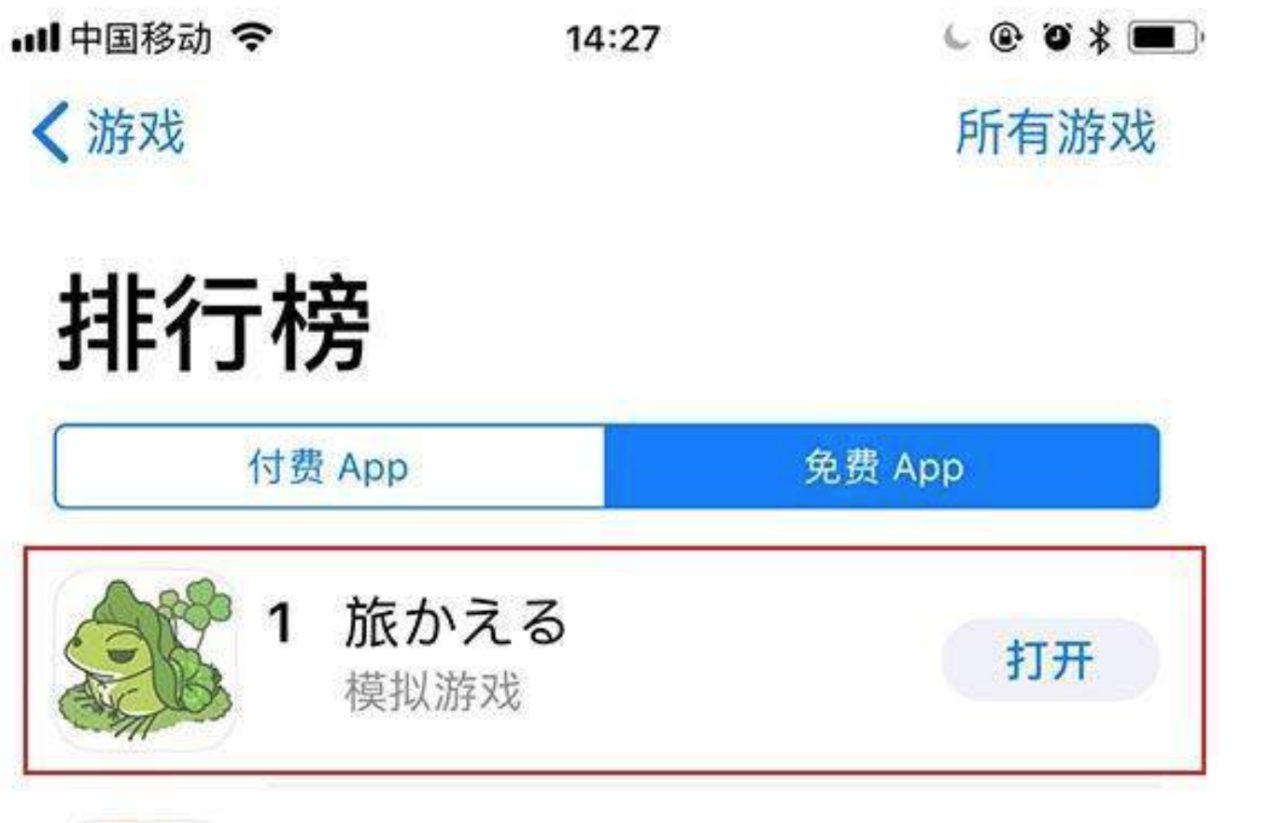 中国移动 14:27
游戏 所有游戏
排行榜
付费 App 免费 App
1 旅かえる
模拟游戏
打开